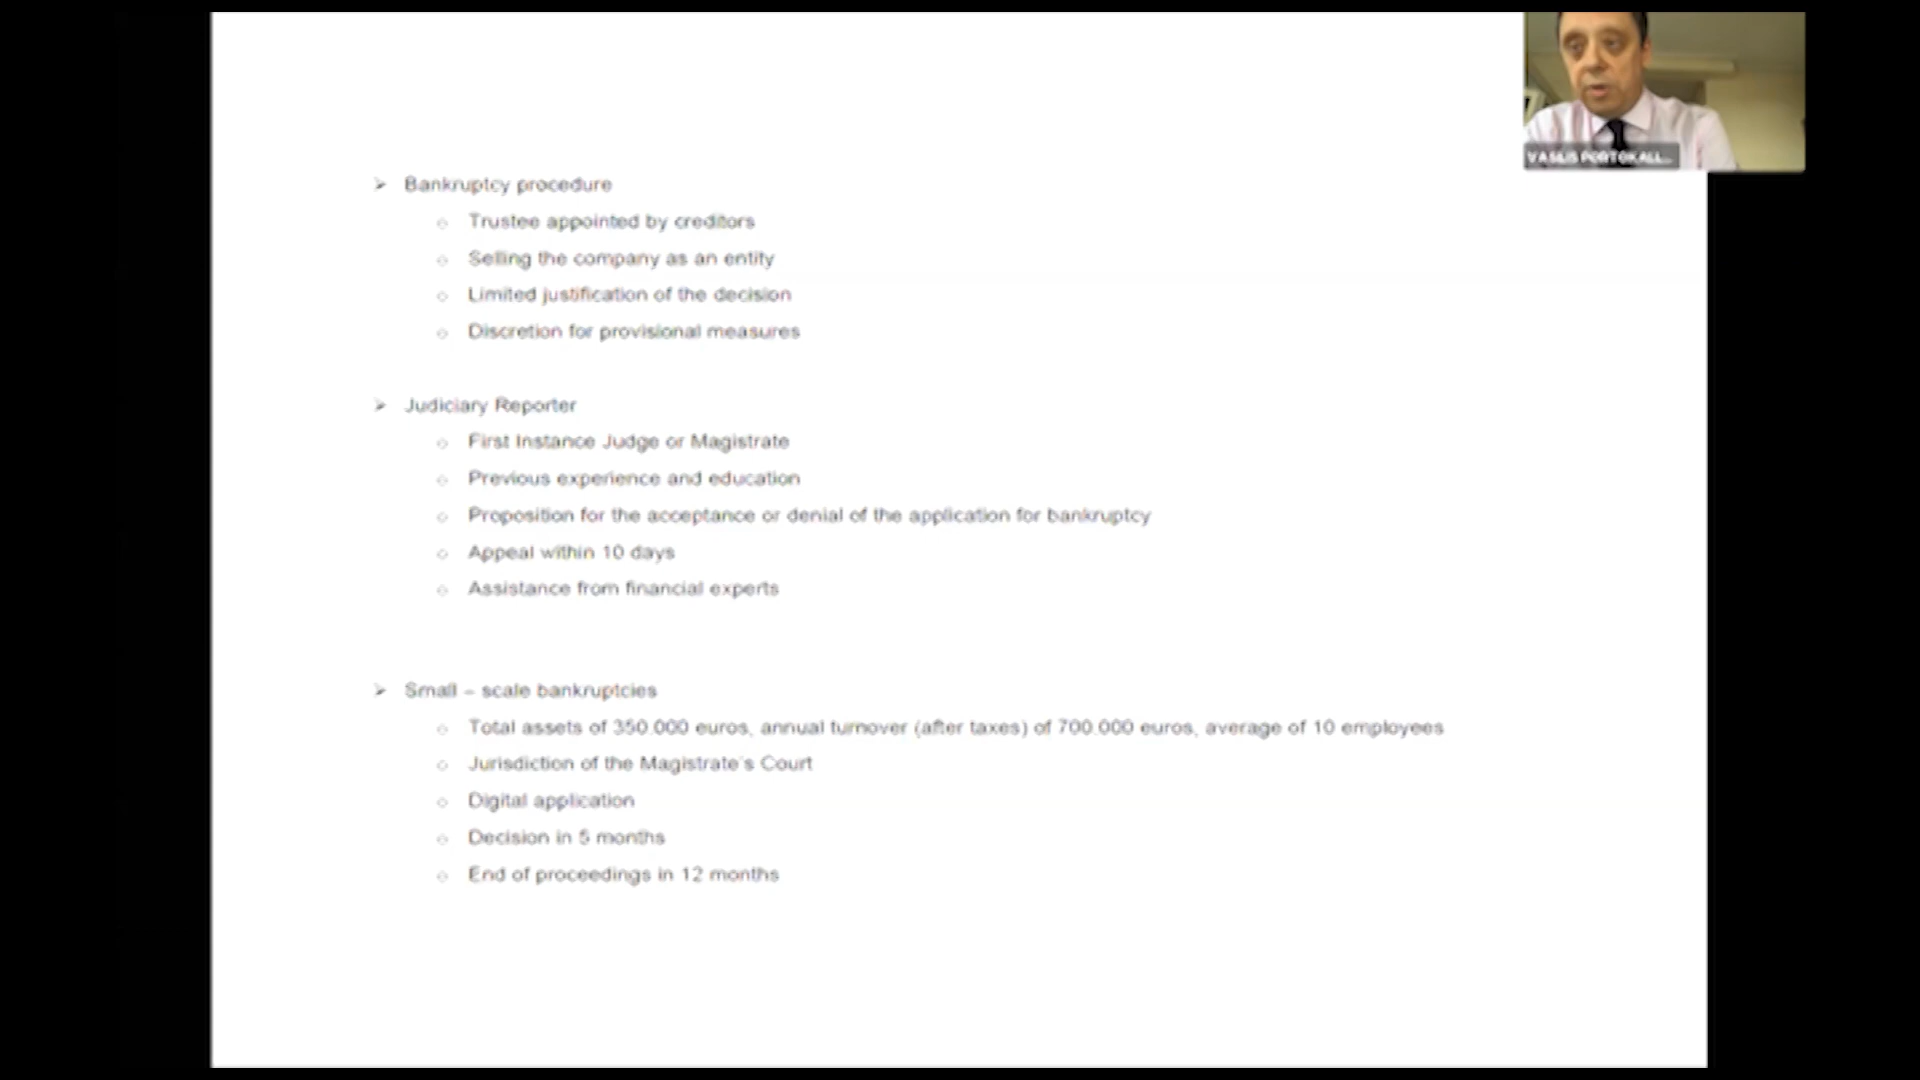 VASILIS PORTOKALL...
➢ Bankruptcy procedure
○ Trustee appointed by creditors
○ Selling the company as an entity
○ Limited justification of the decision
○ Discretion for provisional measures
➢ Judiciary Reporter
○ First Instance Judge or Magistrate
○ Previous experience and education
○ Proposition for the acceptance or denial of the application for bankruptcy
○ Appeal within 10 days
○ Assistance from financial experts
➢ Small – scale bankruptcies
○ Total assets of 350.000 euros, annual turnover (after taxes) of 700.000 euros, average of 10 employees
○ Jurisdiction of the Magistrate's Court
○ Digital application
○ Decision in 5 months
○ End of proceedings in 12 months